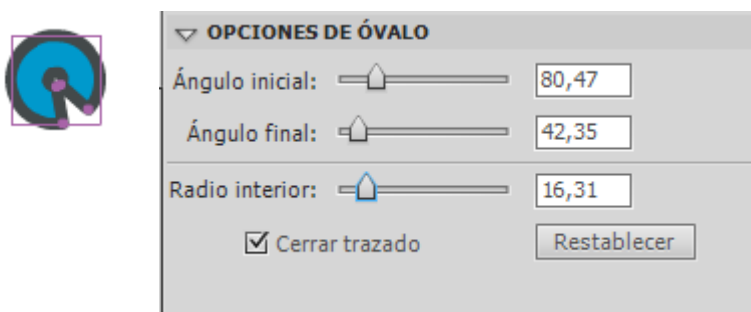 OPCIONES DE ÓVALO
Ángulo inicial: 80,47
Ángulo final: 42,35
Radio interior: 16,31
Cerrar trazado Restablecer